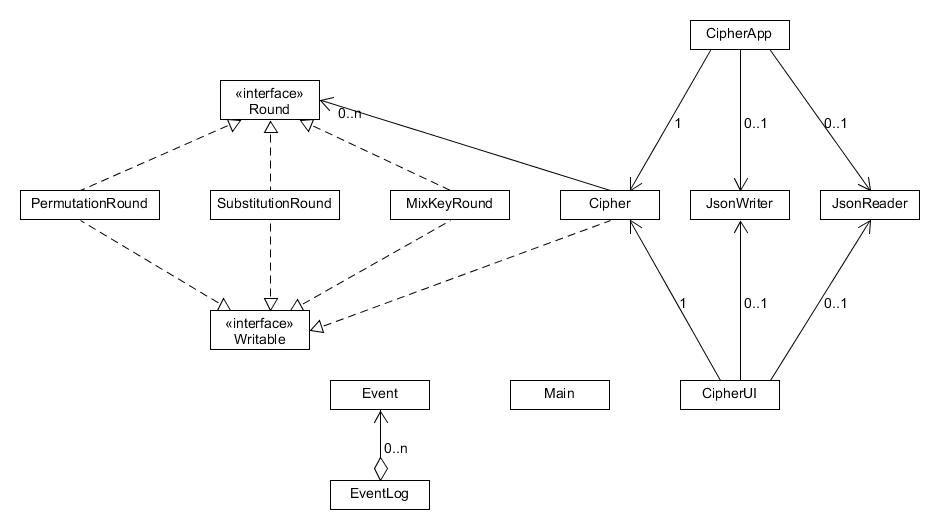 CipherApp
«interface»
Round
0..n
1
0..1
0..1
PermutationRound
SubstitutionRound
MixKeyRound
Cipher
JsonWriter
JsonReader
«interface»
Writable
1
0..1
0..1
Event
Main
CipherUI
0..n
EventLog